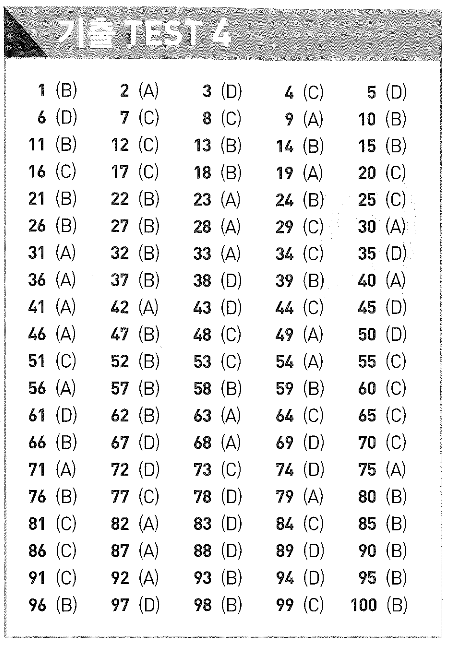 기출 TEST 4
1 (B) 2 (A) 3 (D) 4 (C) 5 (D)
6 (D) 7 (C) 8 (C) 9 (A) 10 (B)
11 (B) 12 (C) 13 (B) 14 (B) 15 (B)
16 (C) 17 (C) 18 (B) 19 (A) 20 (C)
21 (B) 22 (B) 23 (A) 24 (B) 25 (C)
26 (B) 27 (B) 28 (A) 29 (C) 30 (A)
31 (A) 32 (B) 33 (A) 34 (C) 35 (D)
36 (A) 37 (B) 38 (D) 39 (B) 40 (A)
41 (A) 42 (A) 43 (D) 44 (C) 45 (D)
46 (A) 47 (B) 48 (C) 49 (A) 50 (D)
51 (C) 52 (B) 53 (C) 54 (A) 55 (C)
56 (A) 57 (B) 58 (B) 59 (B) 60 (C)
61 (D) 62 (B) 63 (A) 64 (C) 65 (C)
66 (B) 67 (D) 68 (A) 69 (D) 70 (C)
71 (A) 72 (D) 73 (C) 74 (D) 75 (A)
76 (B) 77 (C) 78 (D) 79 (A) 80 (B)
81 (C) 82 (A) 83 (D) 84 (C) 85 (B)
86 (C) 87 (A) 88 (D) 89 (D) 90 (B)
91 (C) 92 (A) 93 (B) 94 (D) 95 (B)
96 (B) 97 (D) 98 (B) 99 (C) 100 (B)